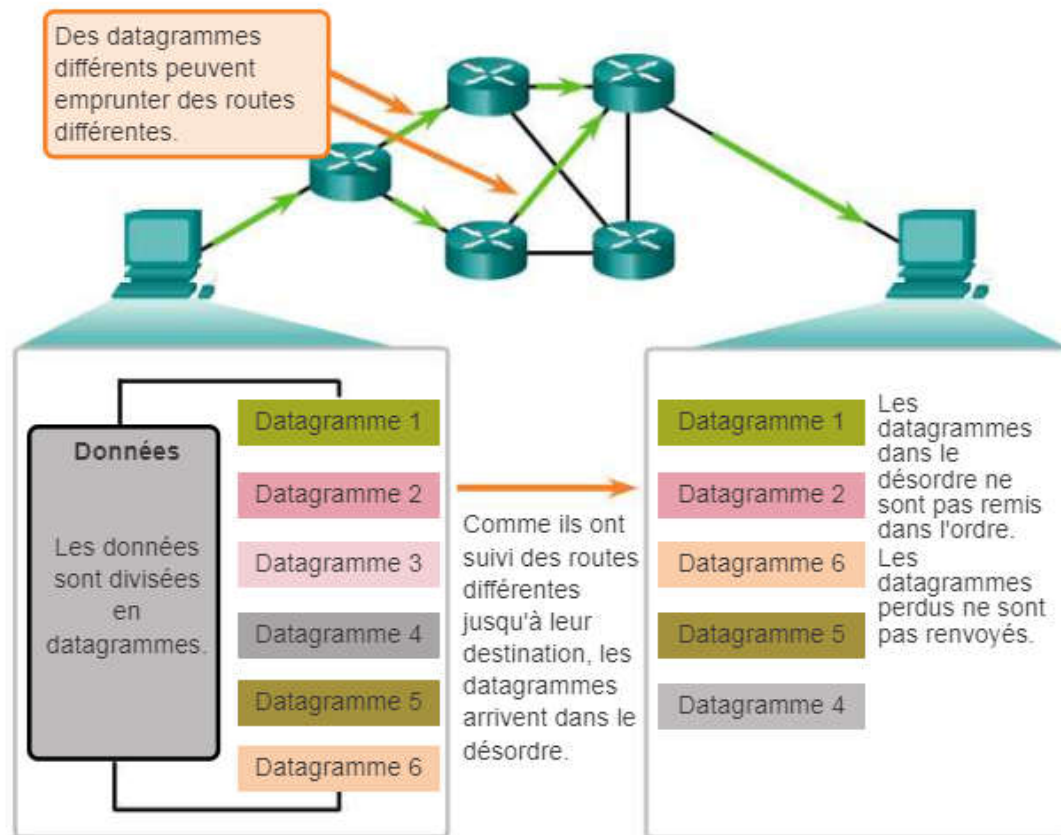 Des datagrammes
différents peuvent
emprunter des routes
différentes.
Données
Les données
sont divisées
en
datagrammes.
Datagramme 1
Datagramme 2
Datagramme 3
Datagramme 4
Datagramme 5
Datagramme 6
Comme ils ont
suivi des routes
différentes
jusqu'à leur
destination, les
datagrammes
arrivent dans le
désordre.
Datagramme 1
Datagramme 2
Datagramme 6
Datagramme 5
Datagramme 4
Les
datagrammes
dans le
désordre ne
sont pas remis
dans l'ordre.
Les
datagrammes
perdus ne sont
pas renvoyés.